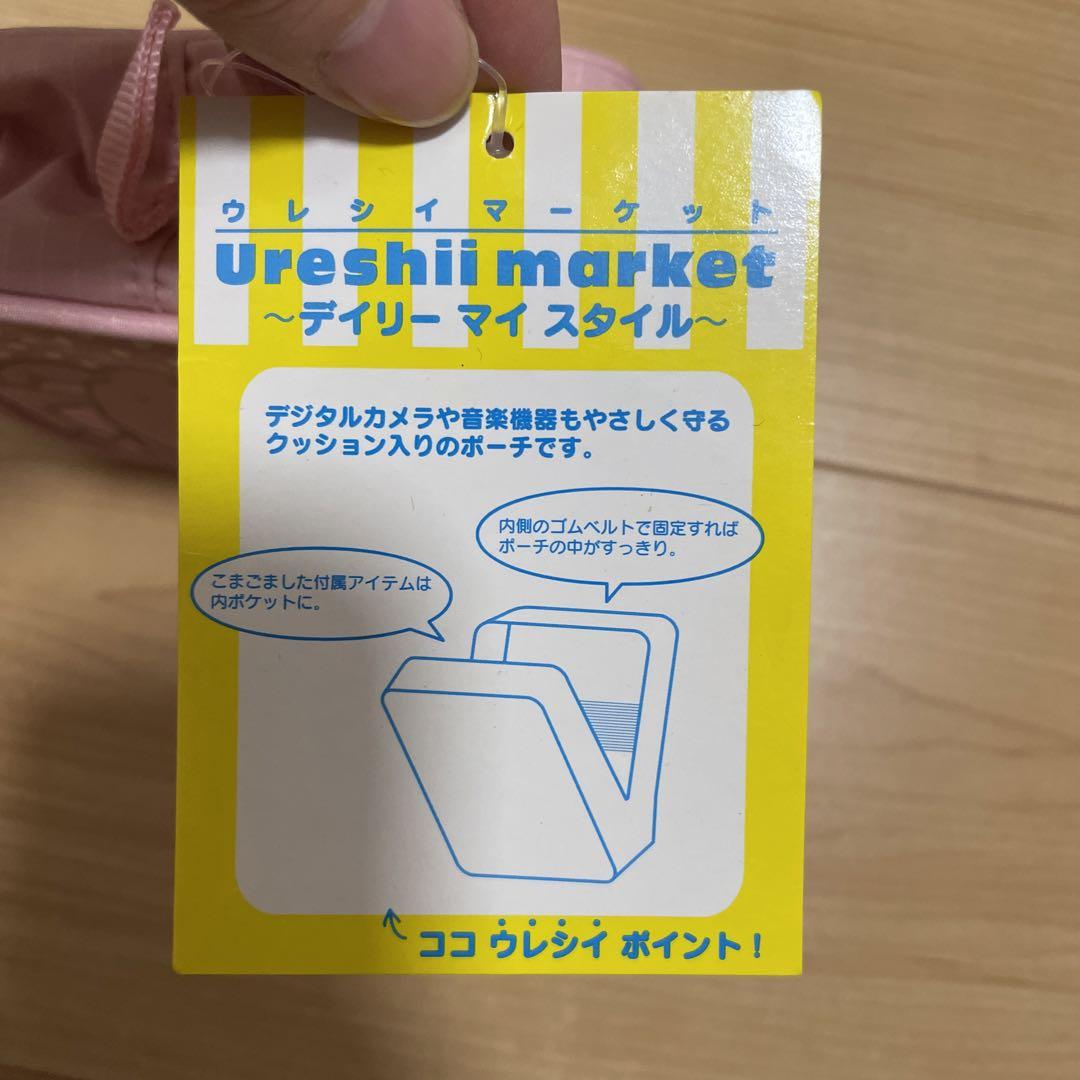 ウレシイマーケット
Ureshii market
～デイリー マイ スタイル～
デジタルカメラや音楽機器もやさしく守る
クッション入りのポーチです。
内側のゴムベルトで固定すれば
ポーチの中がすっきり。
こまごました付属アイテムは
内ポケットに。
ココ ウレシイ ポイント！